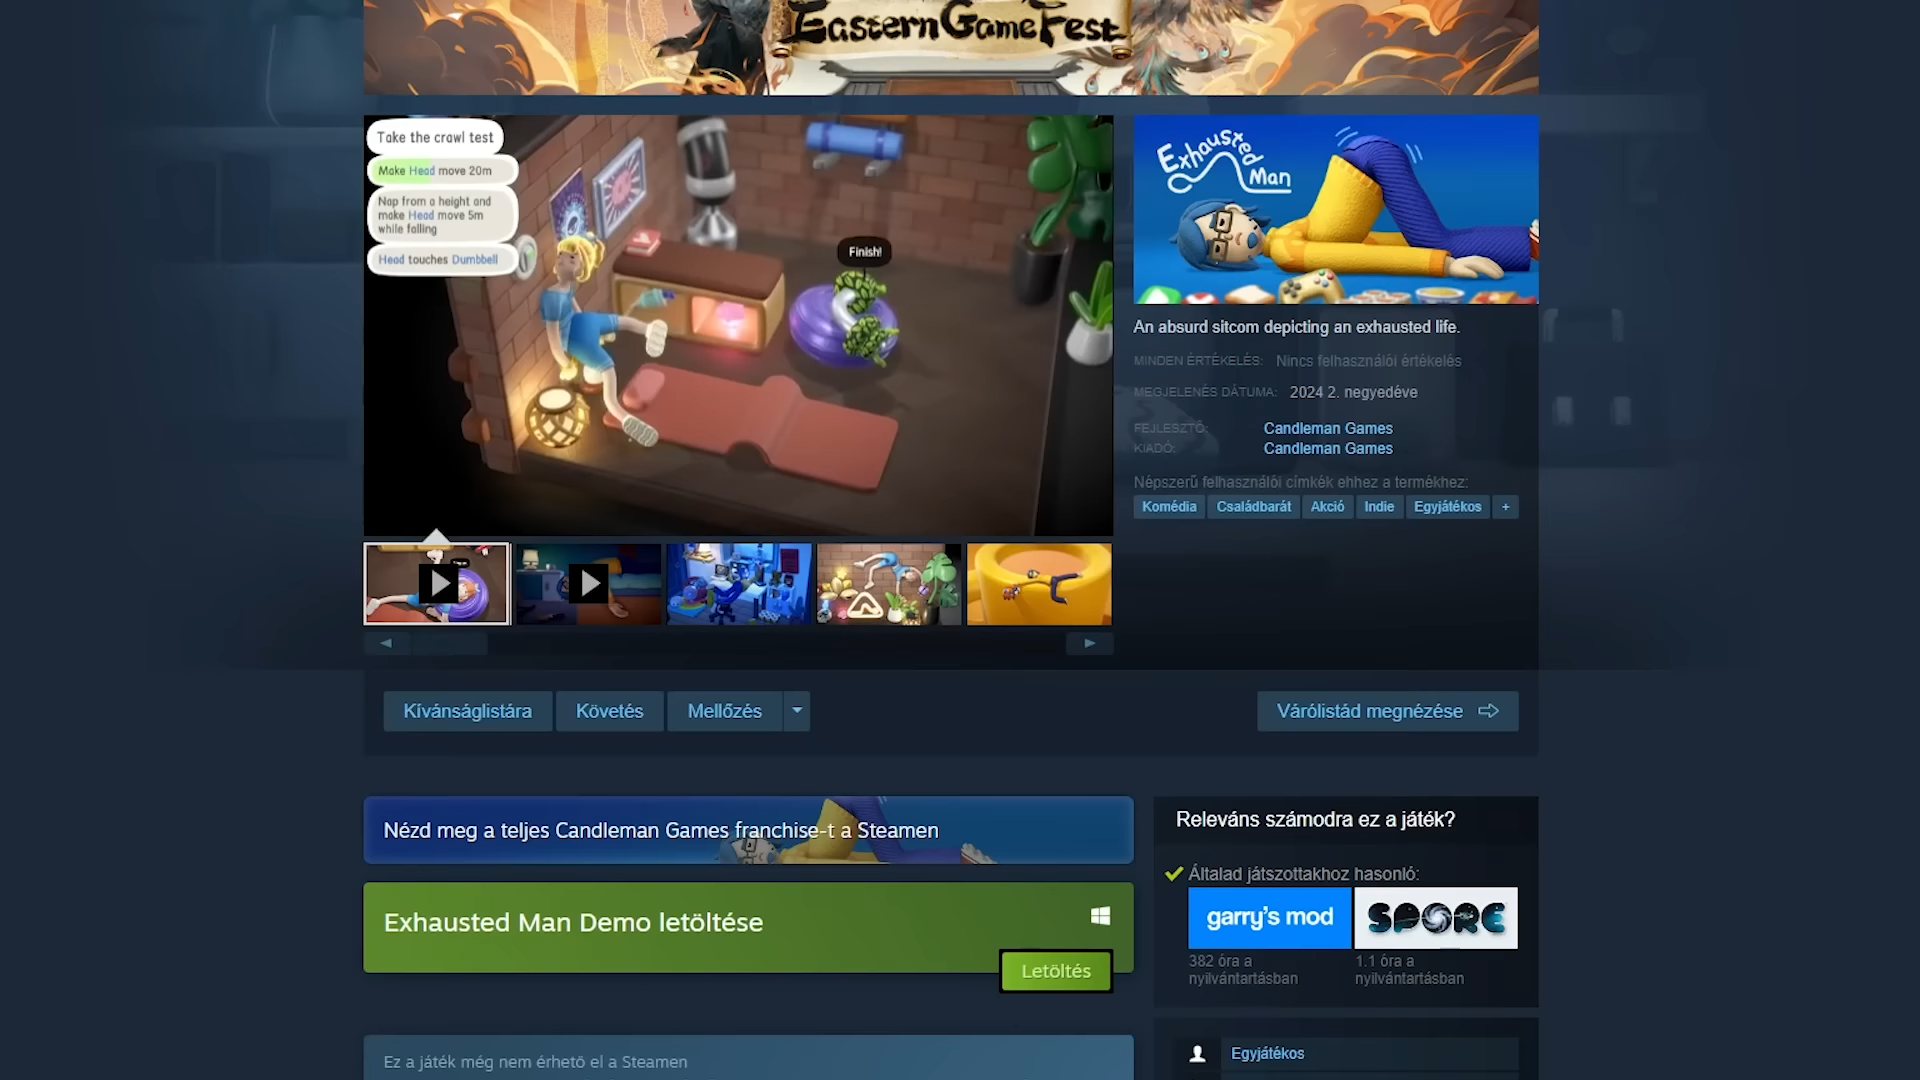 Eastern Game Fest
Take the crawl test
Make Head move 20m
Nap from a height and
make Head move 5m
while falling
Head touches Dumbbell
Finish!
Exhausted
Man
An absurd sitcom depicting an exhausted life.
MINDEN ÉRTÉKELÉS: Nincs felhasználói értékelés
MEGJELENÉS DÁTUMA: 2024 2. negyedéve
FEJLESZTŐ: Candleman Games
KIADÓ: Candleman Games
Népszerű felhasználói címkék ehhez a termékhez:
Komédia Családbarát Akció Indie Egyjátékos +
Kívánságlistára Követés Mellőzés Várólistád megnézése
Nézd meg a teljes Candleman Games franchise-t a Steamen
Exhausted Man Demo letöltése
Letöltés
Ez a játék még nem érhető el a Steamen
Releváns számodra ez a játék?
Általad játszottakhoz hasonló:
garry's mod SPORE
382 óra a
nyilvántartásban
1.1 óra a
nyilvántartásban
Egyjátékos